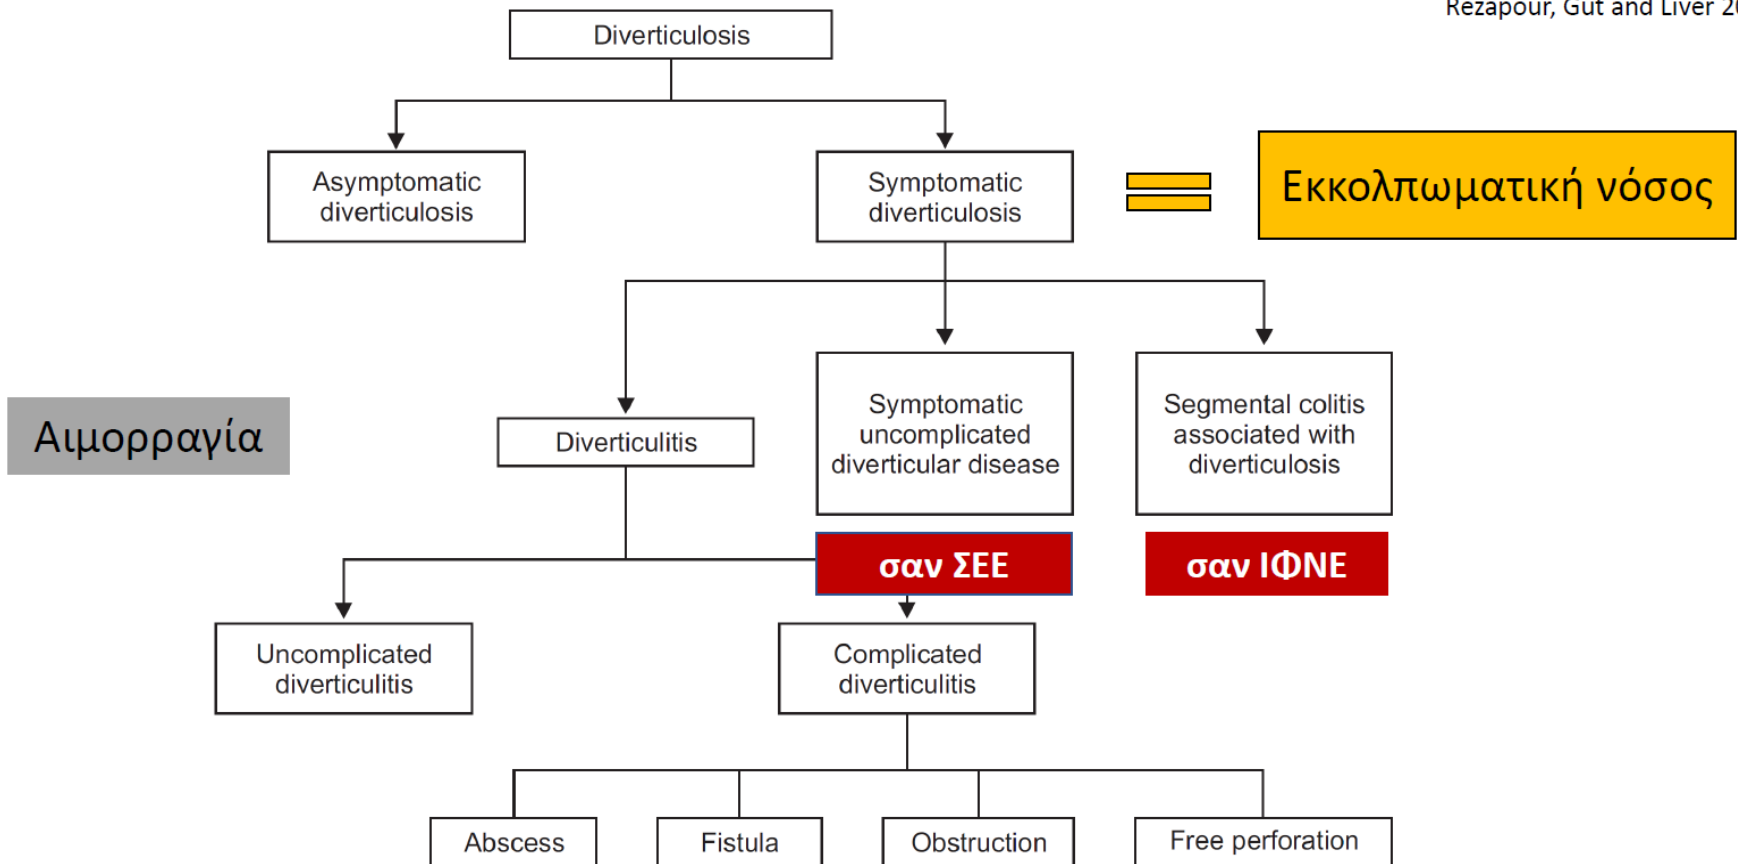 Rezapour, Gut and Liver
Diverticulosis
Asymptomatic
diverticulosis
Symptomatic
diverticulosis
Εκκολπωματική νόσος
Αιμορραγία
Diverticulitis
Symptomatic
uncomplicated
diverticular disease
Segmental colitis
associated with
diverticulosis
σαν ΣΕΕ
σαν ΙΦΝΕ
Uncomplicated
diverticulitis
Complicated
diverticulitis
Abscess
Fistula
Obstruction
Free perforation